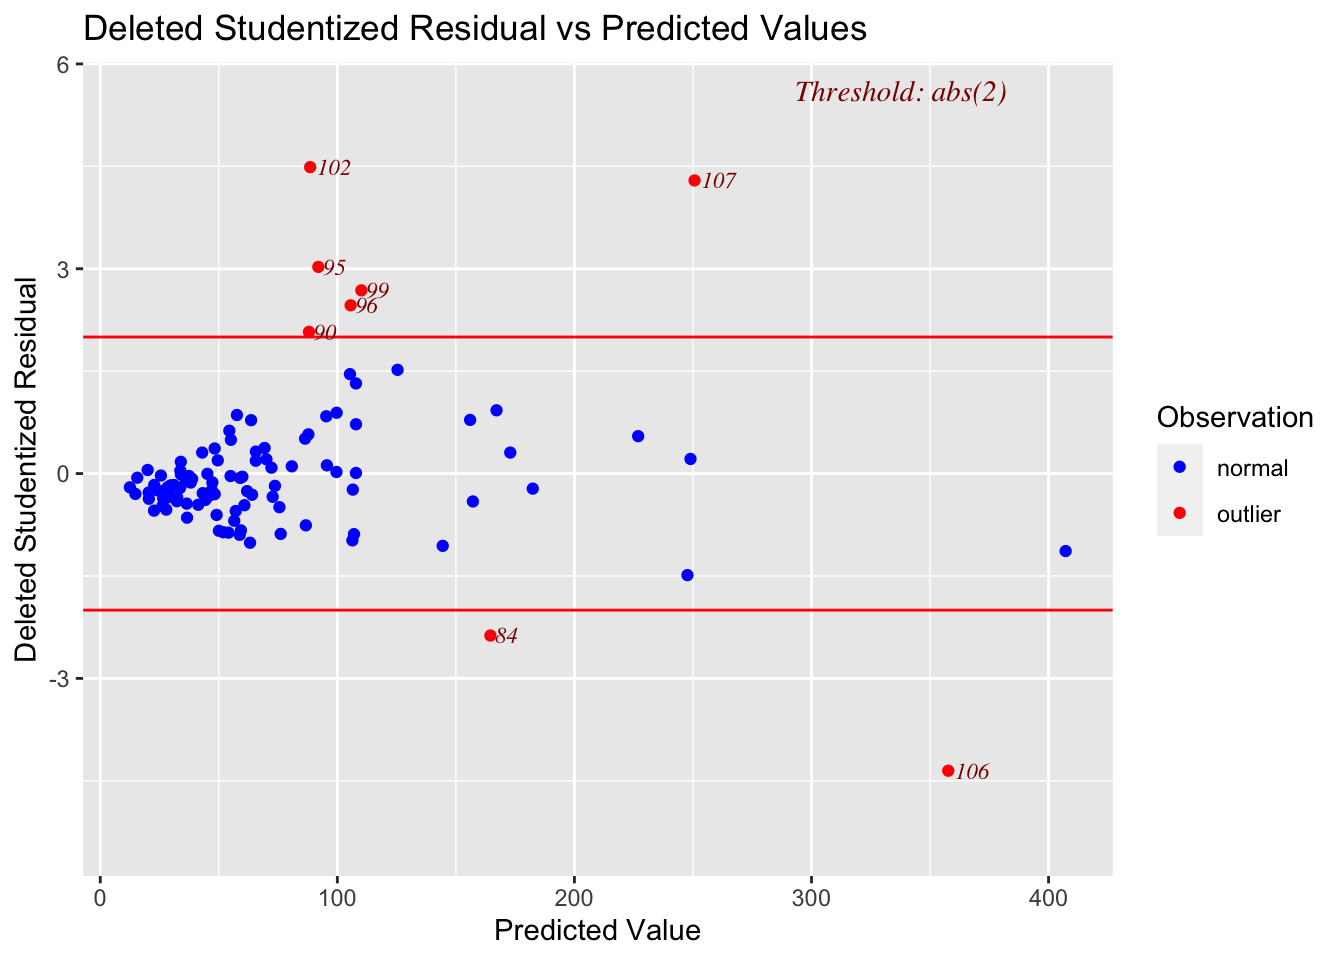 Deleted Studentized Residual vs Predicted Values
6
Threshold: abs(2)
102
107
95
3
99
96
90
Deleted Studentized Residual
Observation
normal
0
outlier
84
-3
106
0 100 200 300 400
Predicted Value